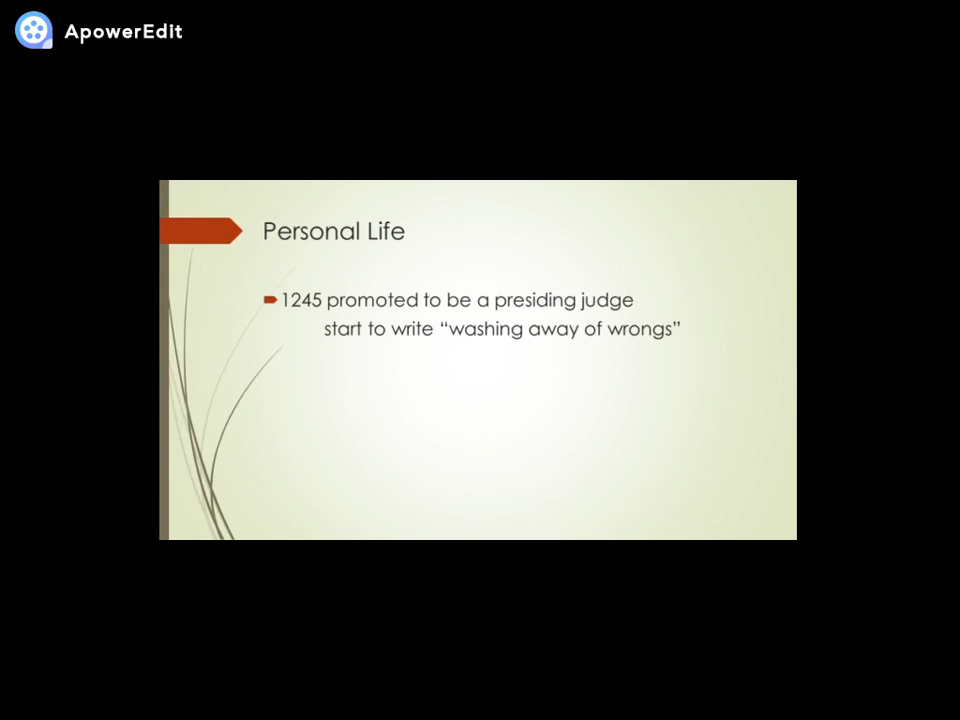 ApowerEdit
Personal Life
1245 promoted to be a presiding judge
start to write “washing away of wrongs”